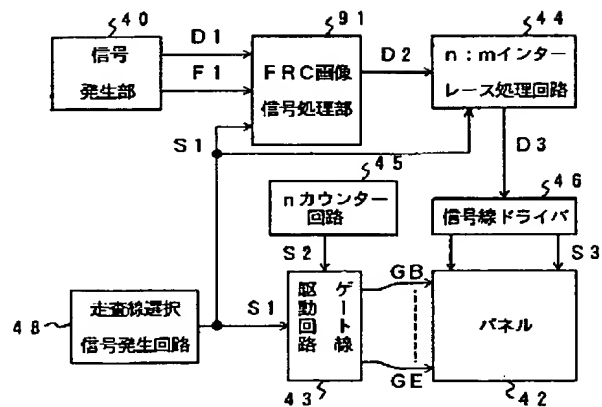 40
91
44
信号
発生部
D1
F1
FRC画像
信号処理部
D2
n:mインター
レース処理回路
S1
D3
45
nカウンター
回路
46
信号線ドライバ
S2
S3
48
走査線選択
信号発生回路
S1
ゲート線
駆動回路
GB
GE
パネル
43
42